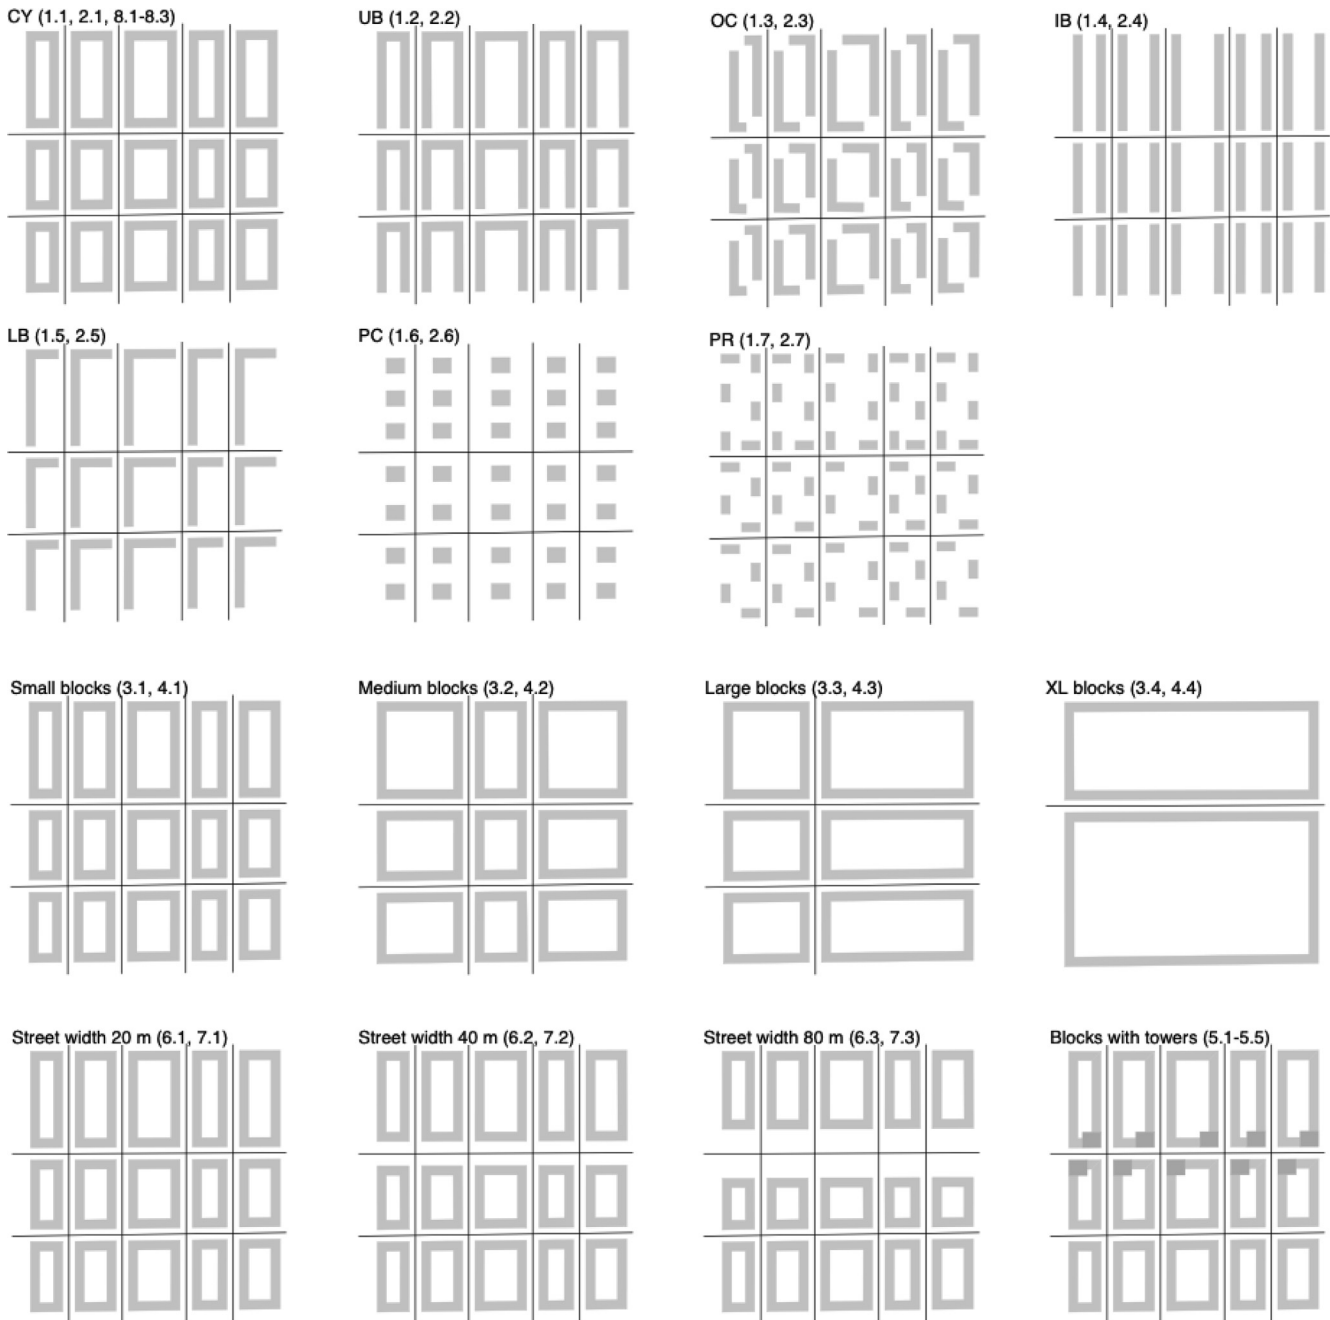 CY (1.1, 2.1, 8.1-8.3)
UB (1.2, 2.2)
OC (1.3, 2.3)
IB (1.4, 2.4)
LB (1.5, 2.5)
PC (1.6, 2.6)
PR (1.7, 2.7)
Small blocks (3.1, 4.1)
Medium blocks (3.2, 4.2)
Large blocks (3.3, 4.3)
XL blocks (3.4, 4.4)
Street width 20 m (6.1, 7.1)
Street width 40 m (6.2, 7.2)
Street width 80 m (6.3, 7.3)
Blocks with towers (5.1-5.5)